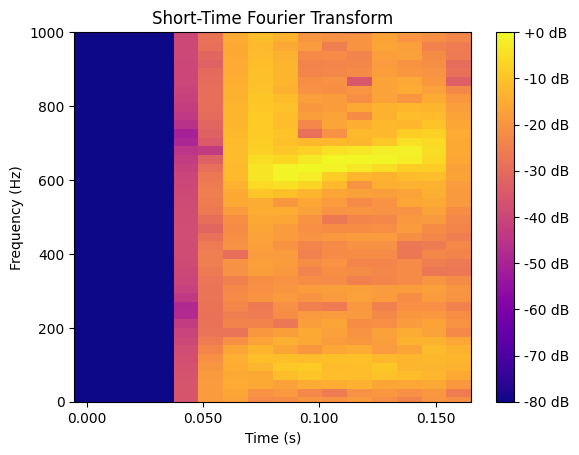 Short-Time Fourier Transform
1000
800
600
400
200
0
Frequency (Hz)
0.000
0.050
0.100
0.150
Time (s)
+0 dB
-10 dB
-20 dB
-30 dB
-40 dB
-50 dB
-60 dB
-70 dB
-80 dB